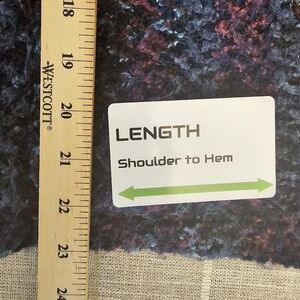 18
19
WESTCOTT®
20
21
22
23
24
LENGTH
Shoulder to Hem